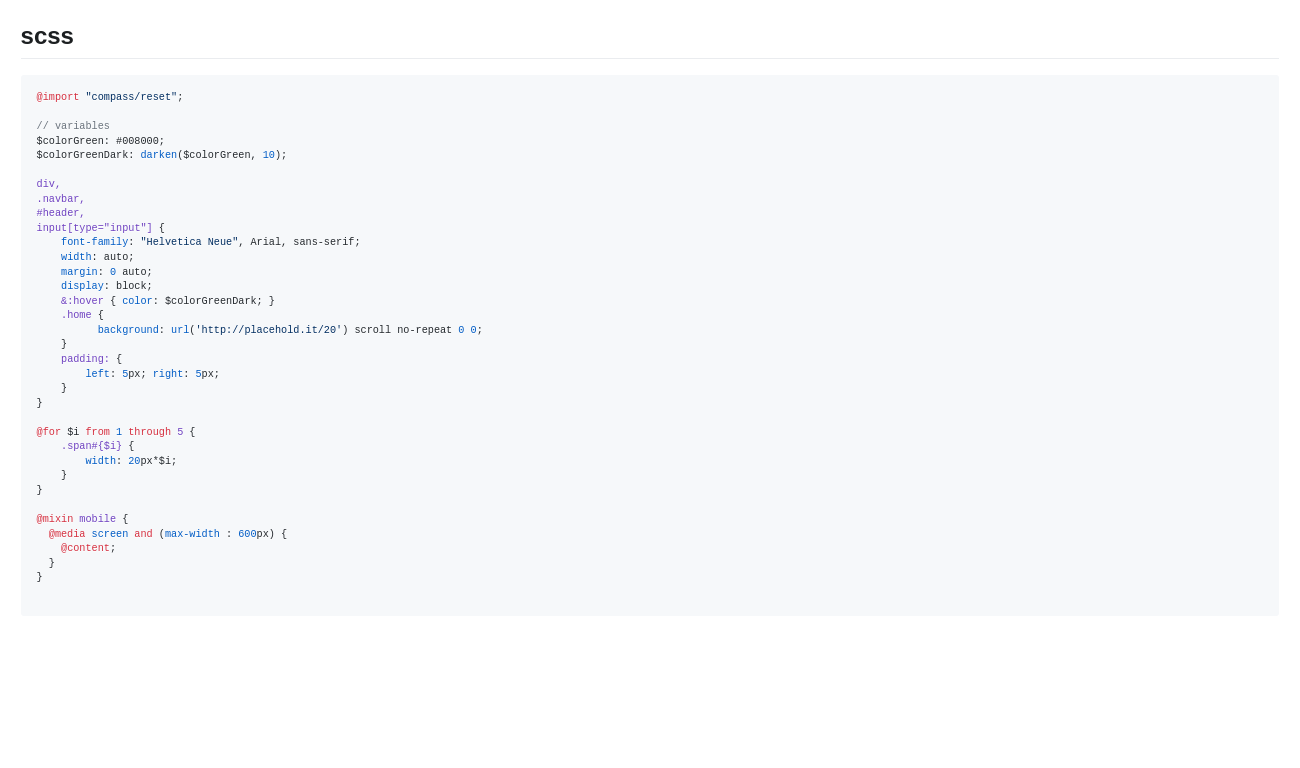 scss
@import "compass/reset";
// variables
$colorGreen: #008000;
$colorGreenDark: darken($colorGreen, 10);
div,
.navbar,
#header,
input[type="input"] {
    font-family: "Helvetica Neue", Arial, sans-serif;
    width: auto;
    margin: 0 auto;
    display: block;
    &:hover { color: $colorGreenDark; }
    .home {
          background: url('http://placehold.it/20') scroll no-repeat 0 0;
    }
    padding: {
        left: 5px; right: 5px;
    }
}
@for $i from 1 through 5 {
    .span#{$i} {
        width: 20px*$i;
    }
}
@mixin mobile {
  @media screen and (max-width : 600px) {
    @content;
  }
}